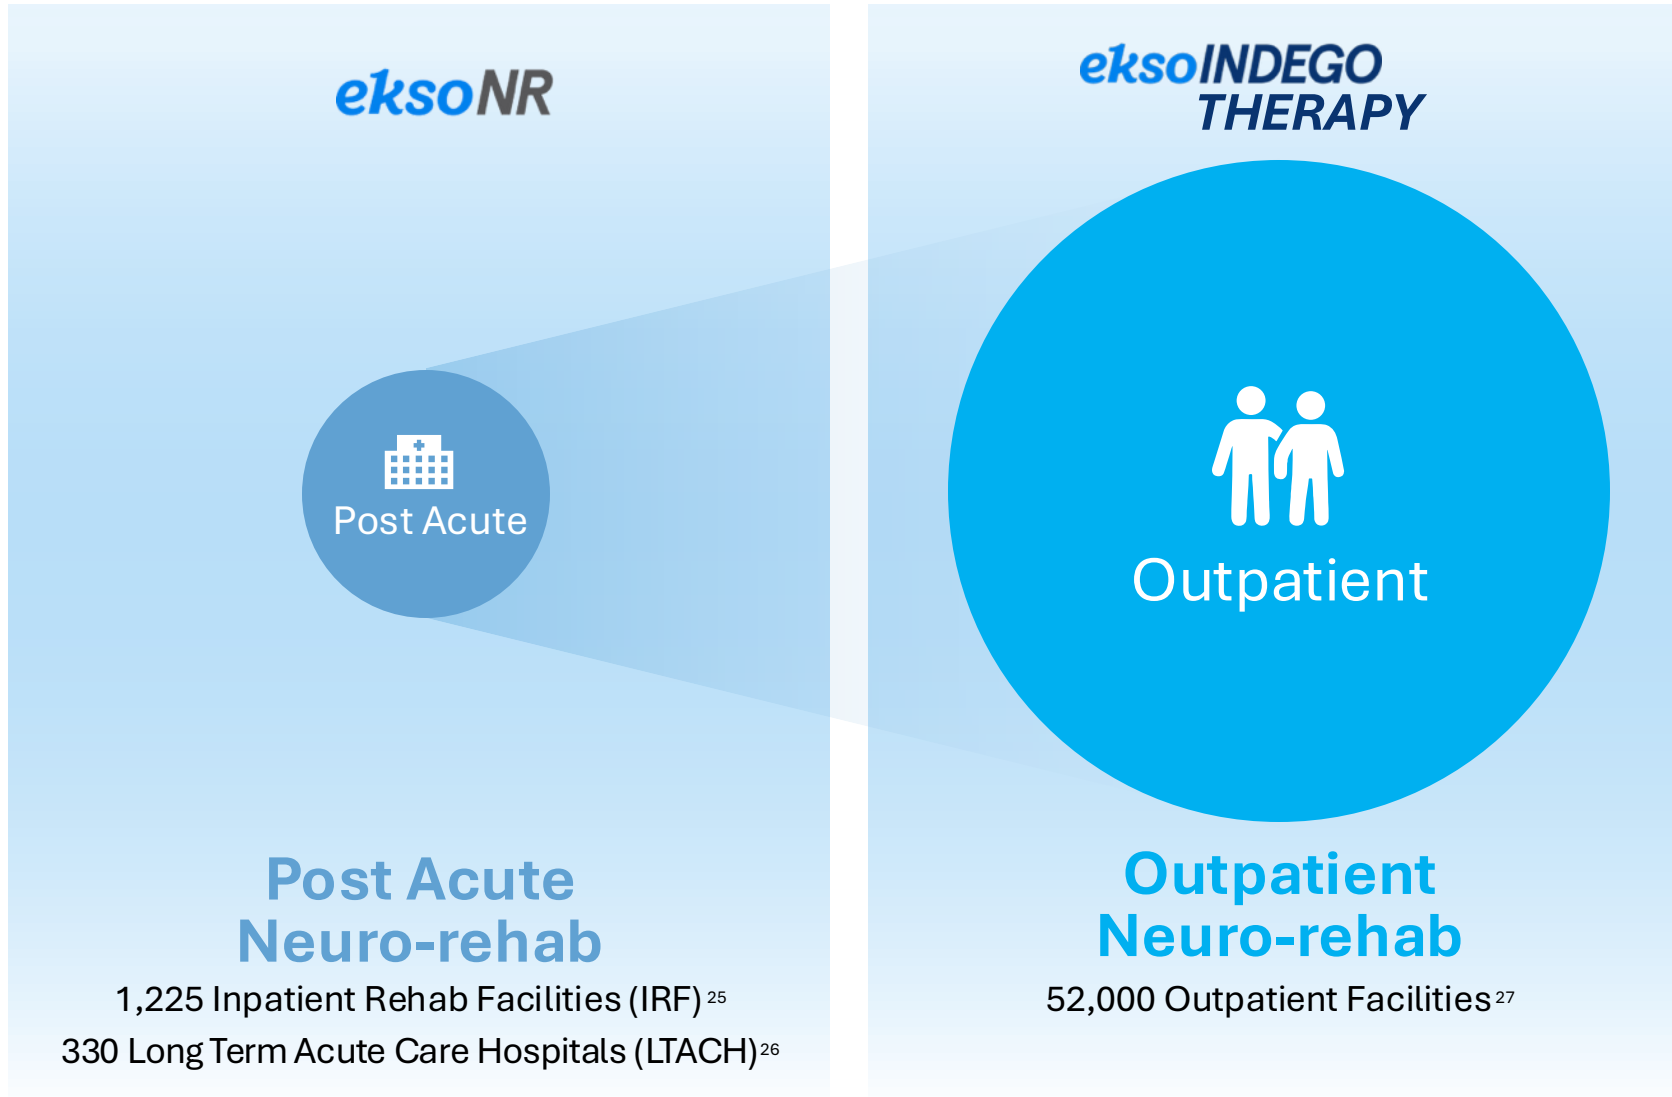 eksoNR
Post Acute
Post Acute
Neuro-rehab
1,225 Inpatient Rehab Facilities (IRF) 25
330 Long Term Acute Care Hospitals (LTACH) 26
eksoINDEGO
THERAPY
Outpatient
Outpatient
Neuro-rehab
52,000 Outpatient Facilities 27